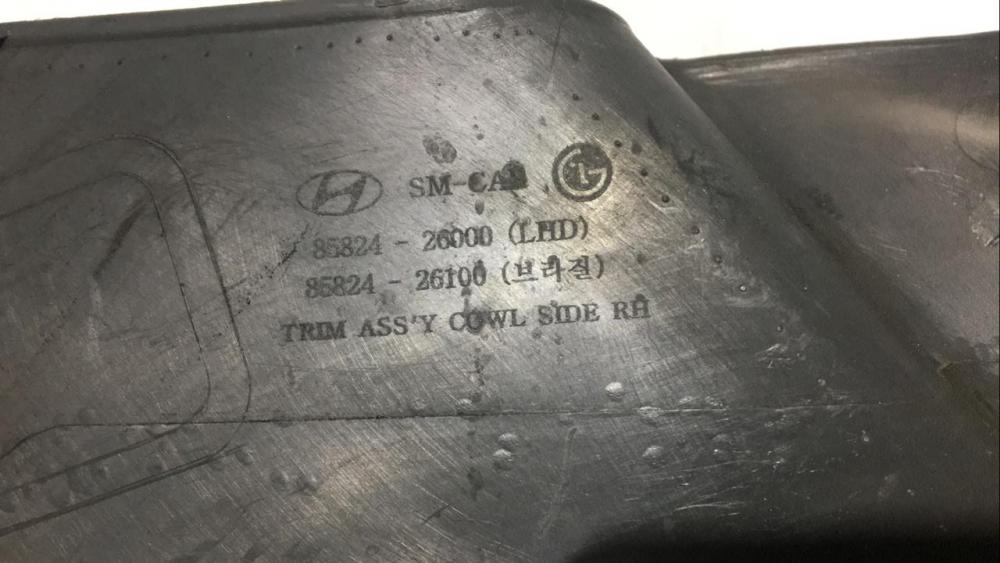 SM-CAR
85824 - 26000 (LHD)
85824 - 26100 (브라질)
TRIM ASS'Y COWL SIDE RH